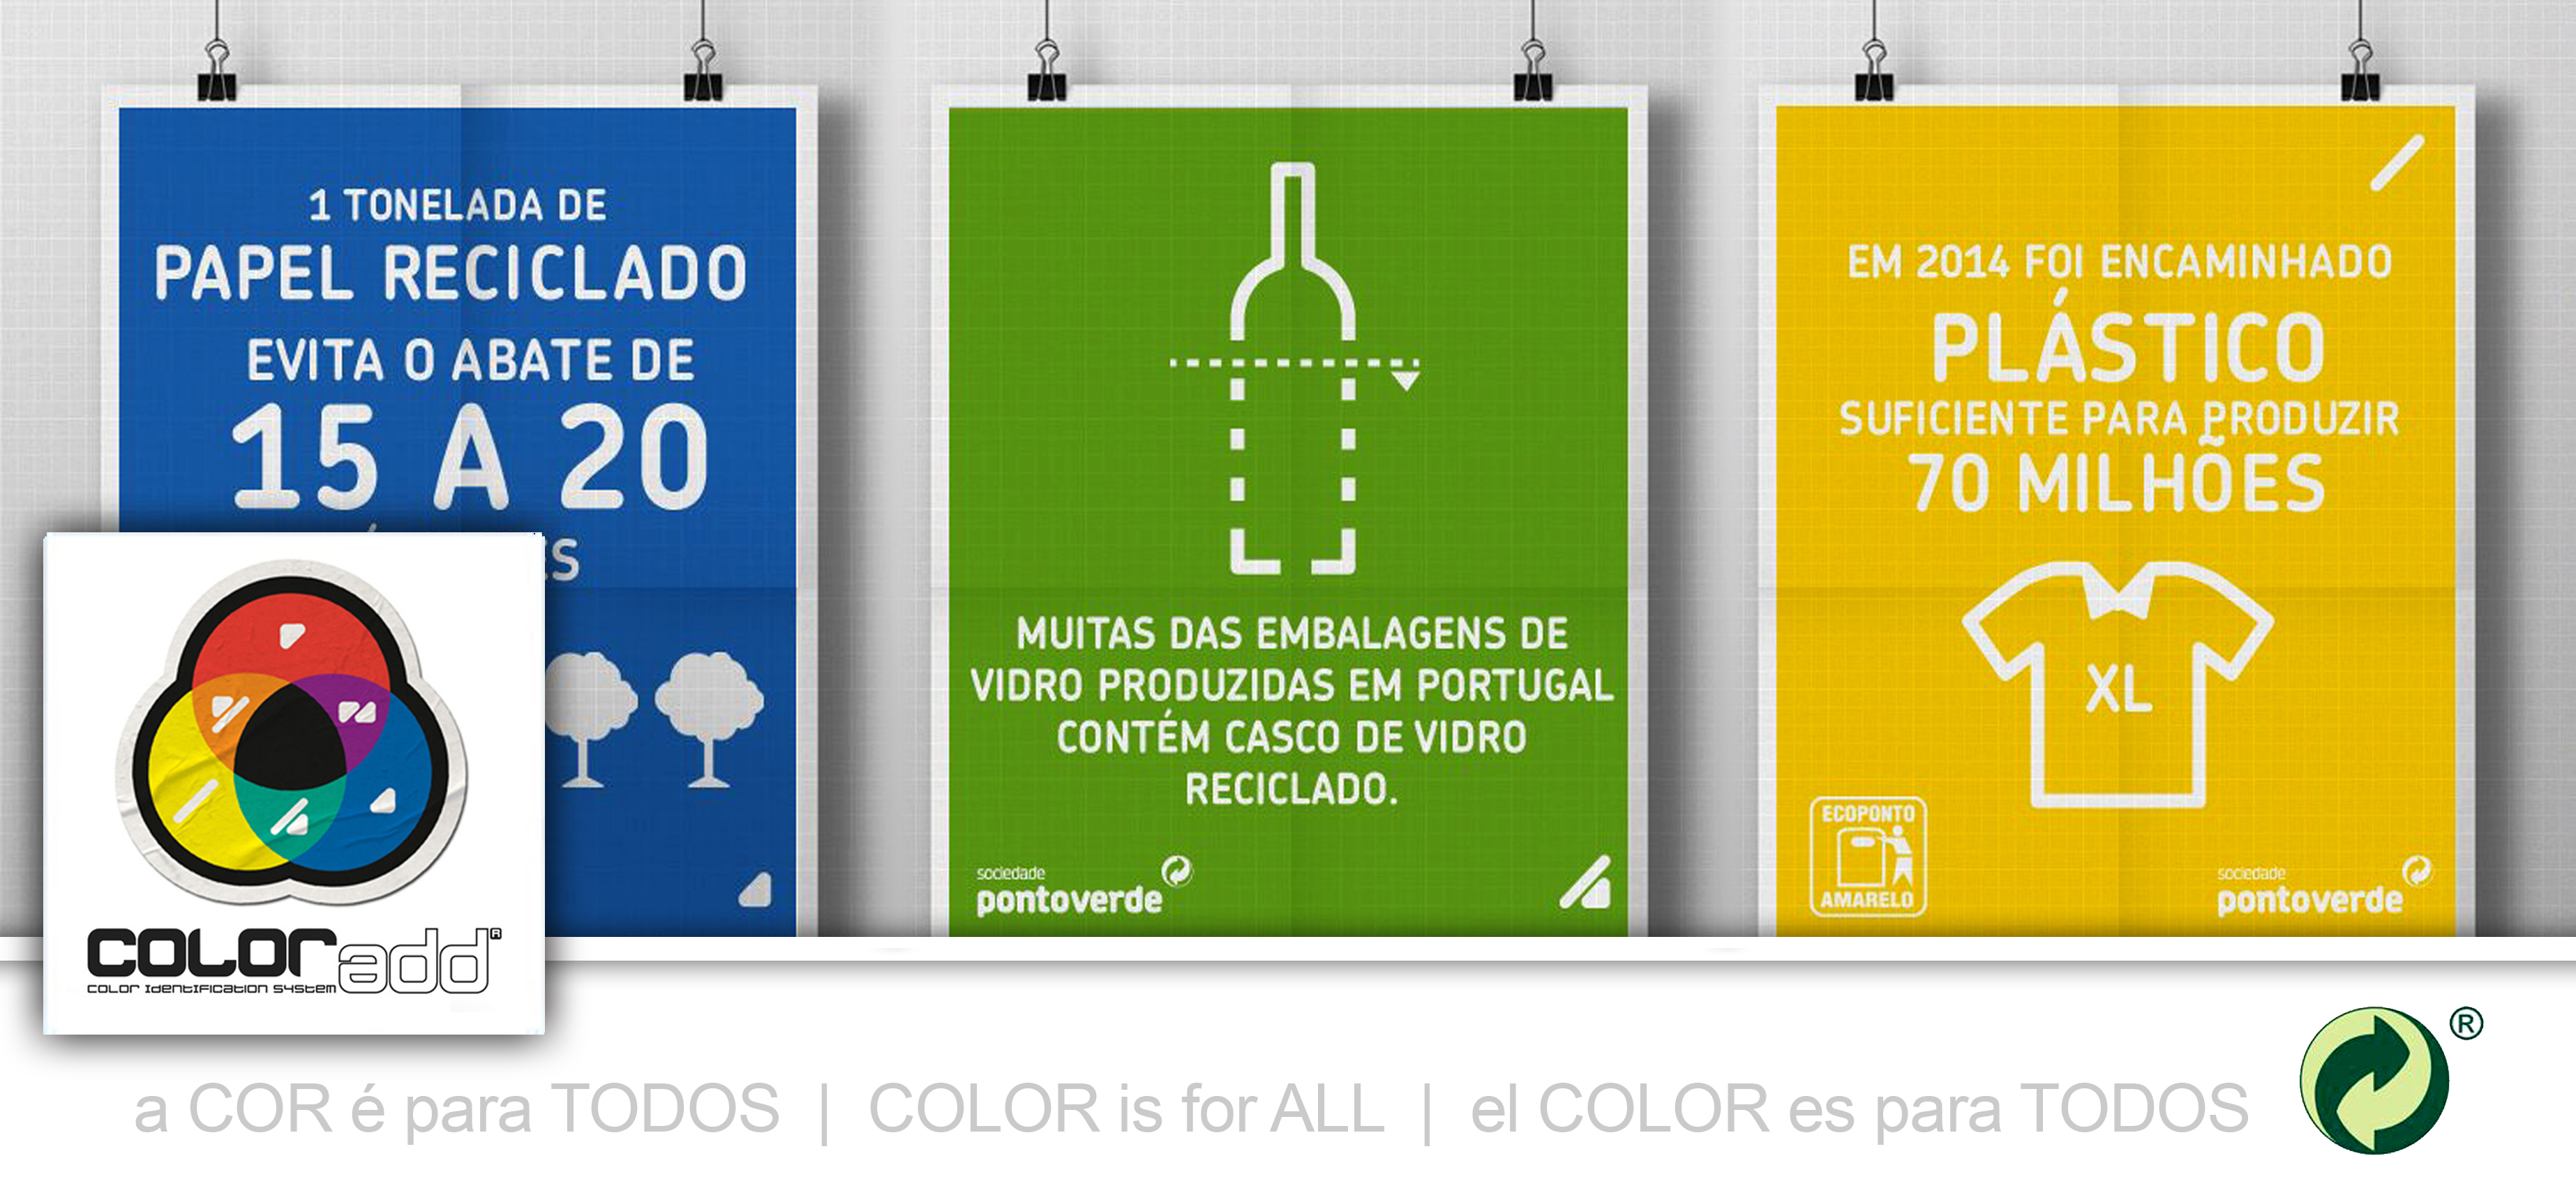 1 TONELADA DE
PAPEL RECICLADO
EVITA O ABATE DE
15 A 20
MUITAS DAS EMBALAGENS DE
VIDRO PRODUZIDAS EM PORTUGAL
CONTÉM CASCO DE VIDRO
RECICLADO.
sociedade
pontoverde
EM 2014 FOI ENCAMINHADO
PLÁSTICO
SUFICIENTE PARA PRODUZIR
70 MILHÕES
XL
ECOPONTO
AMARELO
sociedade
pontoverde
COLORadd®
COLOR IDENTIFICATION SYSTEM
a COR é para TODOS | COLOR is for ALL | el COLOR es para TODOS
®